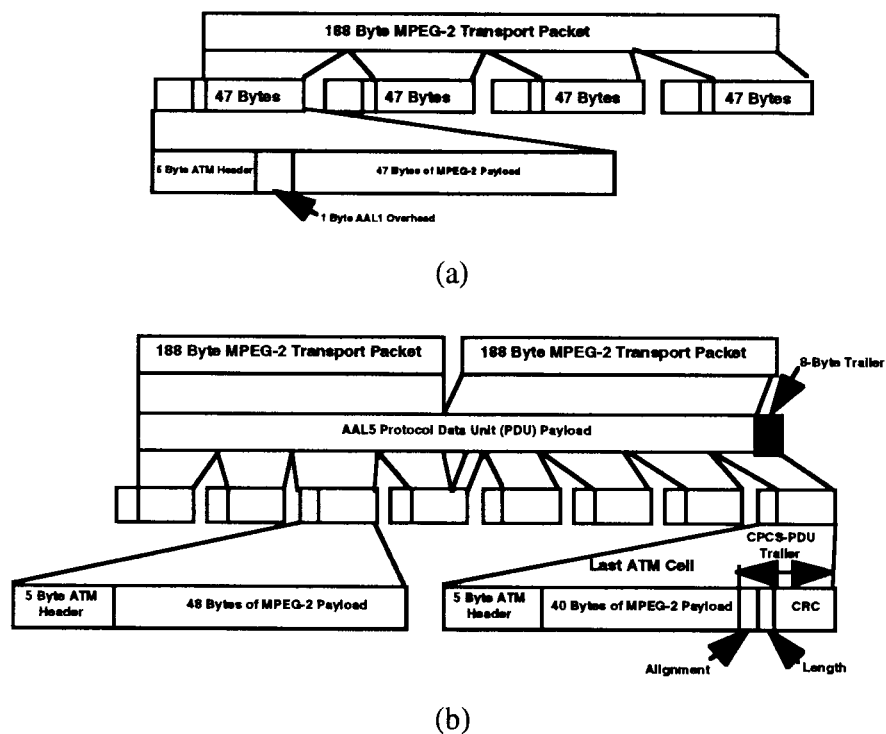 188 Byte MPEG-2 Transport Packet
47 Bytes
47 Bytes
47 Bytes
47 Bytes
5 Byte ATM Header
47 Bytes of MPEG-2 Payload
1 Byte AAL1 Overhead
(a)
188 Byte MPEG-2 Transport Packet
188 Byte MPEG-2 Transport Packet
8-Byte Trailer
AAL5 Protocol Data Unit (PDU) Payload
CPCS-PDU
Trailer
Last ATM Cell
5 Byte ATM
Header
48 Bytes of MPEG-2 Payload
5 Byte ATM
Header
40 Bytes of MPEG-2 Payload
CRC
Alignment
Length
(b)